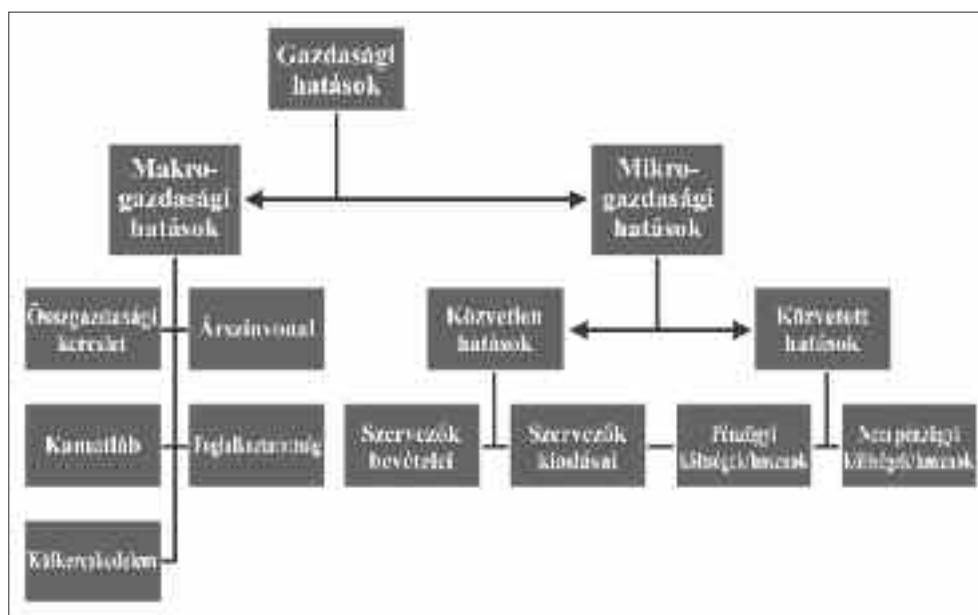 Gazdasági
hatások
Makro-
gazdasági
hatások
Mikro-
gazdasági
hatások
Összgazdasági
kereslet
Árszínvonal
Közvetlen
hatások
Közvetett
hatások
Kamatláb
Foglalkoztatottság
Szervezők
bevételei
Szervezők
kiadásai
Pénzügyi
költségek/hasznok
Nem pénzügyi
költségek/hasznok
Külkereskedelem